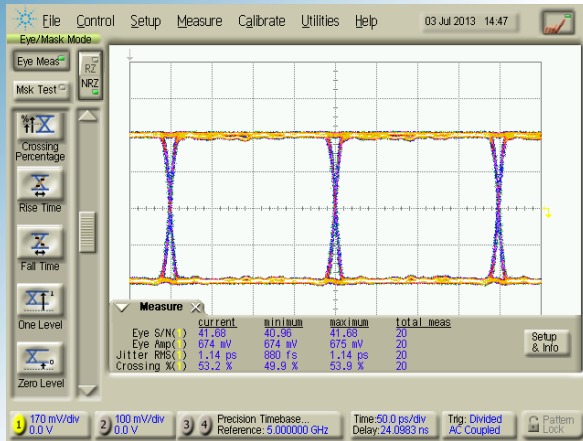 File Control Setup Measure Calibrate Utilities Help 03 Jul 2013 14:47
Eye/Mask Mode
Eye Meas
RZ
NRZ
Msk Test
Crossing
Percentage
Rise Time
Fall Time
One Level
Zero Level
Measure
current minimum maximum total meas
Eye S/N(1) 41.68 40.96 41.68 20
Eye Amp(1) 674 mV 674 mV 675 mV 20
Jitter RMS(1) 1.14 ps 880 fs 1.14 ps 20
Crossing %(1) 53.2 % 49.9 % 53.9 % 20
Setup
& Info
1 170 mV/div
0.0 V
2 100 mV/div
0.0 V
3 4 Precision Timebase...
Reference: 5.000000 GHz
Time:50.0 ps/div
Delay:24.0983 ns
Trig: Divided
AC Coupled
Pattern
Lock